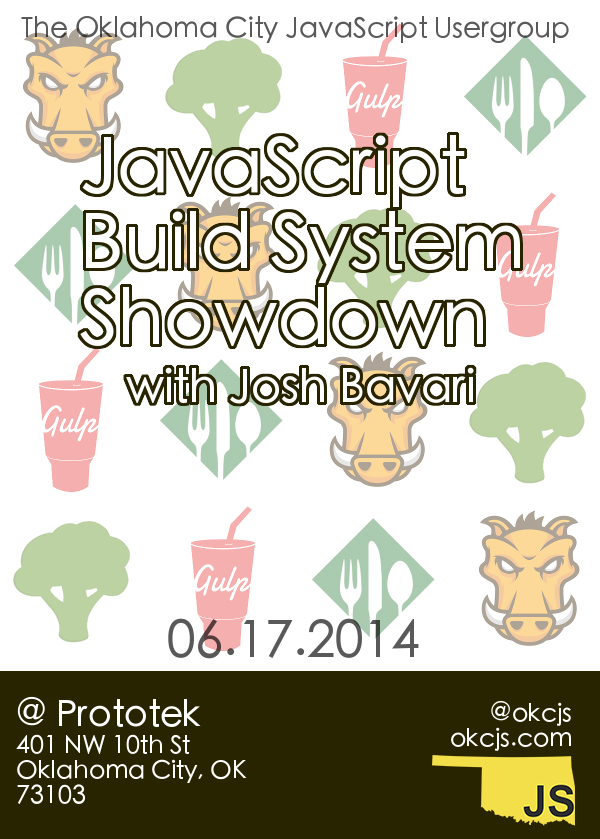 The Oklahoma City JavaScript Usergroup
Gulp
JavaScript
Build System
Gulp
Showdown
with Josh Bavari
Gulp
Gulp
06.17.2014
@ Prototek
401 NW 10th St
Oklahoma City, OK
73103
@okcjs
okcjs.com
JS